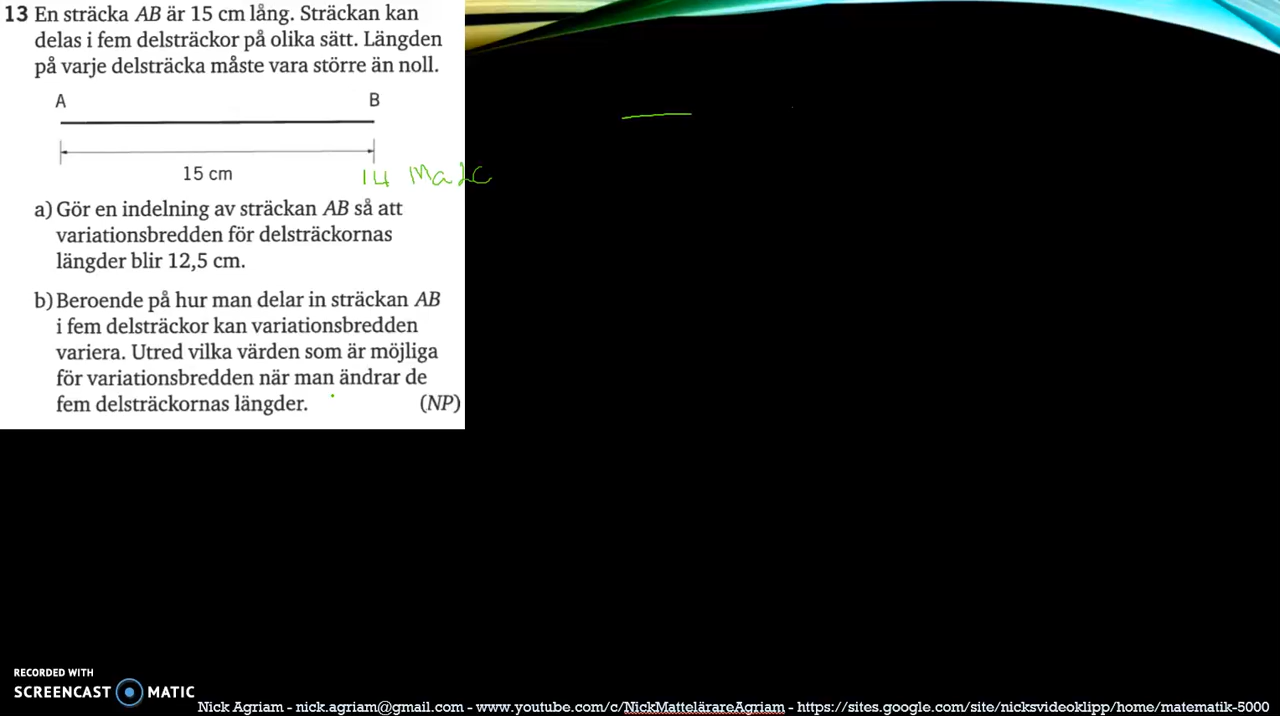 13 En sträcka AB är 15 cm lång. Sträckan kan
delas i fem delsträckor på olika sätt. Längden
på varje delsträcka måste vara större än noll.
A B
15 cm
14 Ma2C
a) Gör en indelning av sträckan AB så att
variationsbredden för delsträckornas
längder blir 12,5 cm.
b) Beroende på hur man delar in sträckan AB
i fem delsträckor kan variationsbredden
variera. Utred vilka värden som är möjliga
för variationsbredden när man ändrar de
fem delsträckornas längder. (NP)
RECORDED WITH
SCREENCAST MATIC
Nick Agriam - nick.agriam@gmail.com - www.youtube.com/c/NickMattelärareAgriam - https://sites.google.com/site/nicksvideoklipp/home/matematik-5000